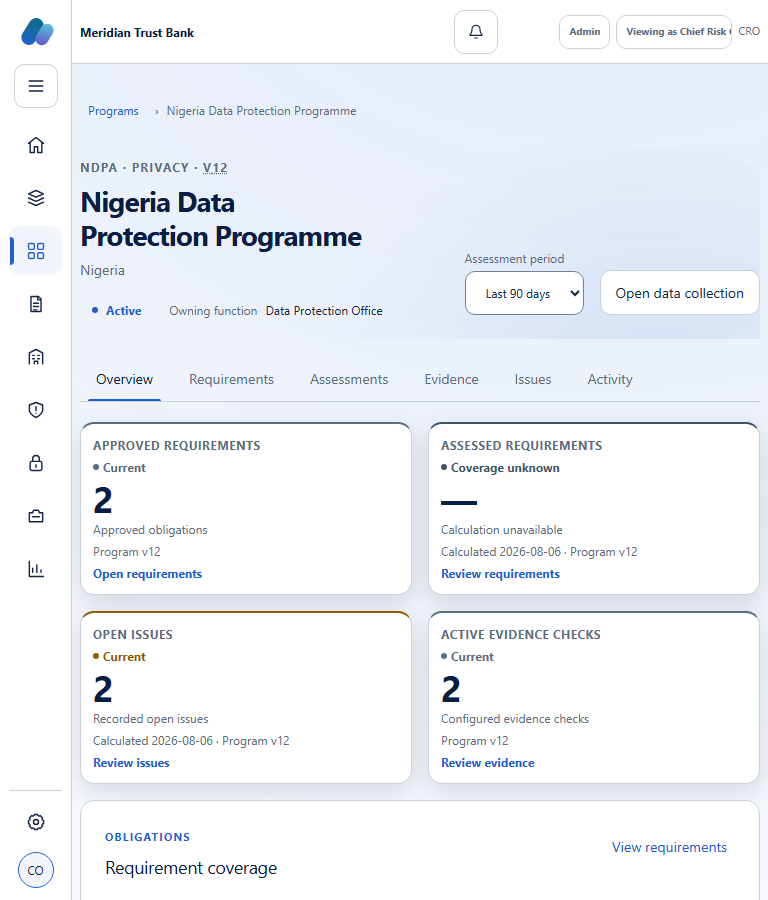 Meridian Trust Bank
Admin
Viewing as Chief Risk
CRO
Programs › Nigeria Data Protection Programme
NDPA · PRIVACY · V12
Nigeria Data
Protection Programme
Nigeria
Active
Owning function Data Protection Office
Assessment period
Last 90 days
Open data collection
Overview
Requirements
Assessments
Evidence
Issues
Activity
APPROVED REQUIREMENTS
Current
2
Approved obligations
Program v12
Open requirements
ASSESSED REQUIREMENTS
Coverage unknown
—
Calculation unavailable
Calculated 2026-08-06 · Program v12
Review requirements
OPEN ISSUES
Current
2
Recorded open issues
Calculated 2026-08-06 · Program v12
Review issues
ACTIVE EVIDENCE CHECKS
Current
2
Configured evidence checks
Program v12
Review evidence
OBLIGATIONS
Requirement coverage
View requirements
CO